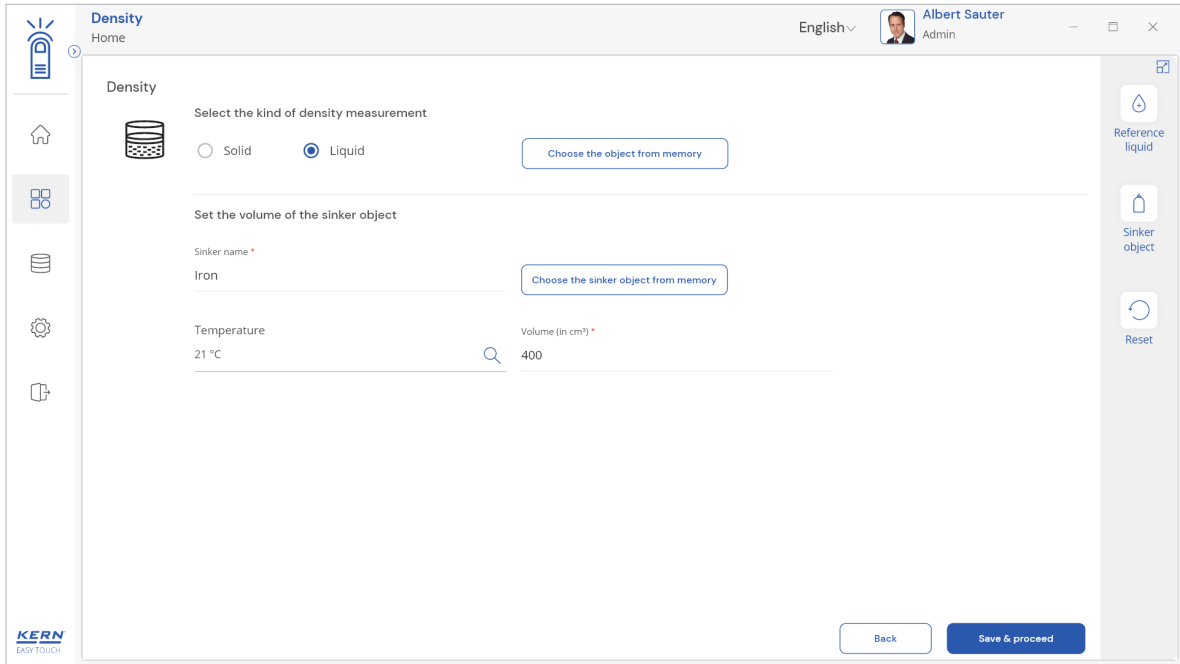 Density
Home
English
Albert Sauter
Admin
Density
Select the kind of density measurement
Solid
Liquid
Choose the object from memory
Reference
liquid
Set the volume of the sinker object
Sinker
object
Sinker name *
Iron
Choose the sinker object from memory
Temperature
Volume (in cm³) *
Reset
21 °C
400
Back
Save & proceed
KERN
EASY TOUCH